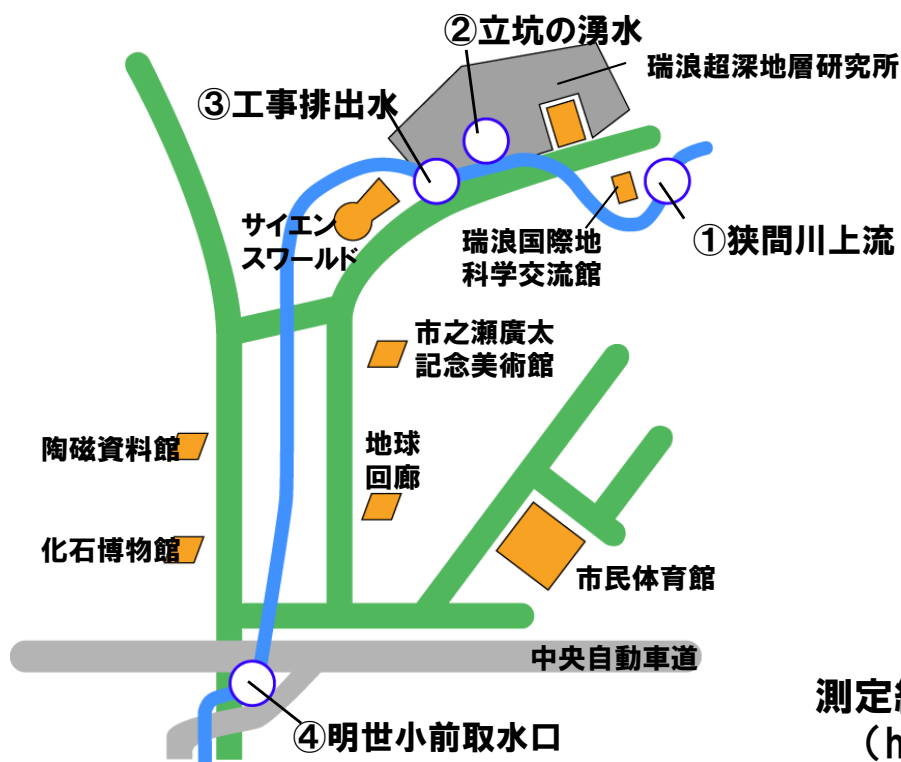 ②立坑の湧水
瑞浪超深地層研究所
③工事排出水
サイエン
スワールド
瑞浪国際地
科学交流館
①狭間川上流
市之瀬廣太
記念美術館
陶磁資料館
地球
回廊
化石博物館
市民体育館
中央自動車道
測定
（h
④明世小前取水口